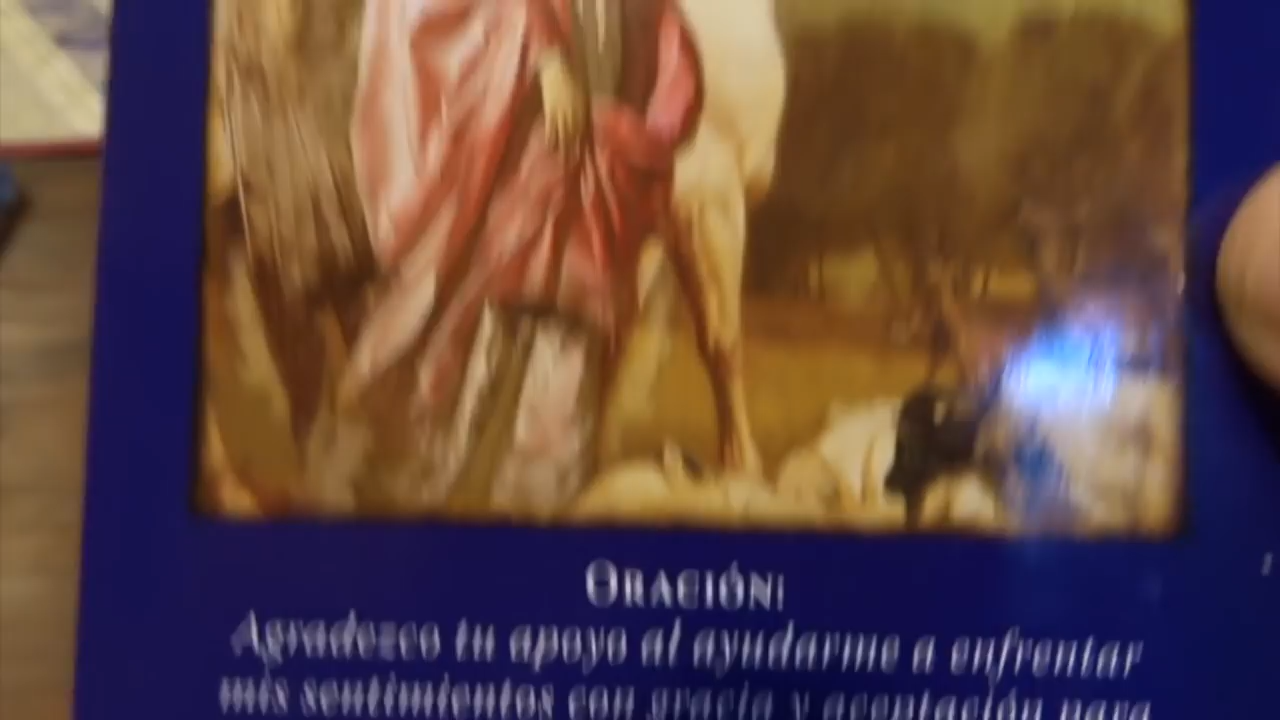 ORACIÓN:
Agradezco tu apoyo al ayudarme a enfrentar
mis sentimientos con gracia y aceptación para